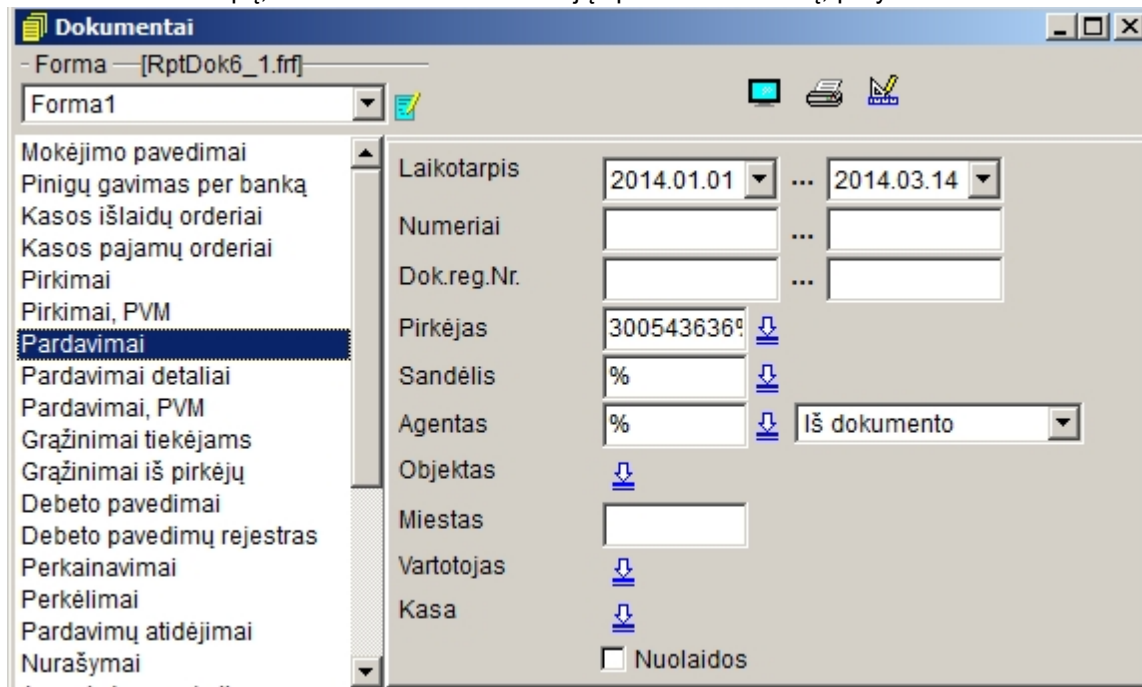 Dokumentai
Forma [RptDok6_1.frf]
Forma1
Mokėjimo pavedimai
Pinigų gavimas per banką
Kasos išlaidų orderiai
Kasos pajamų orderiai
Pirkimai
Pirkimai, PVM
Pardavimai
Pardavimai detaliai
Pardavimai, PVM
Grąžinimai tiekėjams
Grąžinimai iš pirkėjų
Debeto pavedimai
Debeto pavedimų rejestras
Perkainavimai
Perkėlimai
Pardavimų atidėjimai
Nurašymai
Laikotarpis 2014.01.01 ... 2014.03.14
Numeriai ...
Dok.reg.Nr. ...
Pirkėjas 300543636
Sandėlis %
Agentas % Iš dokumento
Objektas
Miestas
Vartotojas
Kasa
Nuolaidos